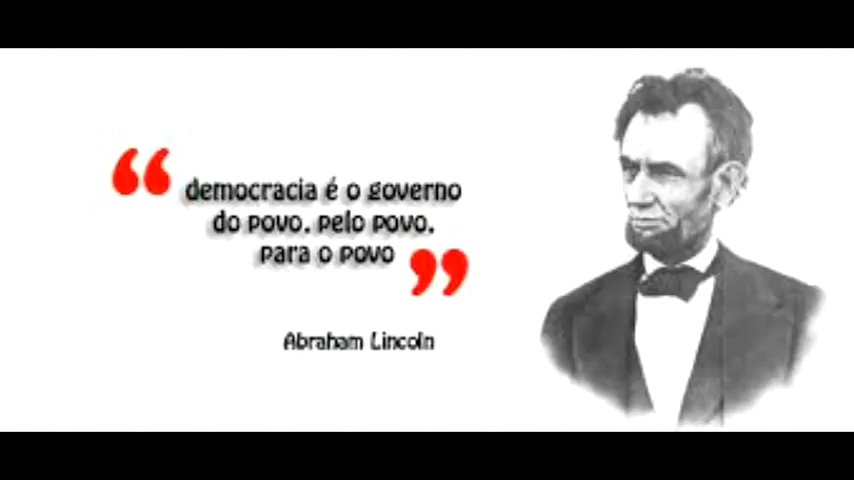 “democracia é o governo
do povo, pelo povo,
para o povo”
Abraham Lincoln